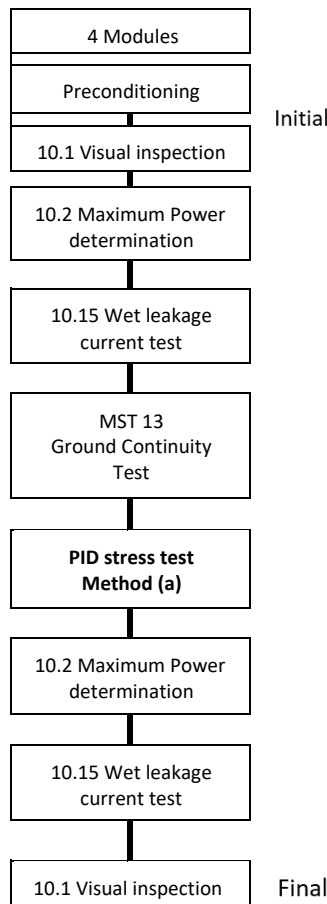 4 Modules
Preconditioning
Initial
10.1 Visual inspection
10.2 Maximum Power
determination
10.15 Wet leakage
current test
MST 13
Ground Continuity
Test
PID stress test
Method (a)
10.2 Maximum Power
determination
10.15 Wet leakage
current test
10.1 Visual inspection
Final